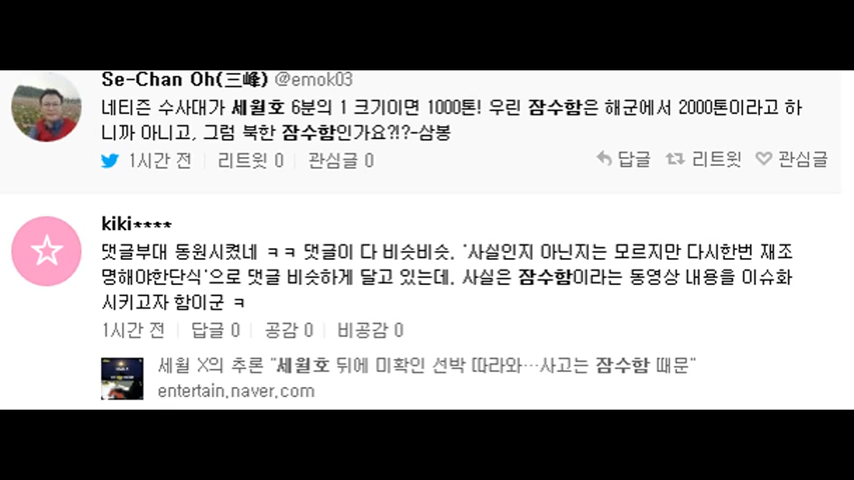 Se-Chan Oh(三峰) @emok03
네티즌 수사대가 세월호 6분의 1 크기이면 1000톤! 우린 잠수함은 해군에서 2000톤이라고 하
니까 아니고, 그럼 북한 잠수함인가요?!?-삼봉
1시간 전 리트윗 0 관심글 0 답글 리트윗 관심글
kiki****
댓글부대 동원시켰네 ㅋㅋ 댓글이 다 비슷비슷. '사실인지 아닌지는 모르지만 다시한번 재조
명해야한단식'으로 댓글 비슷하게 달고 있는데. 사실은 잠수함이라는 동영상 내용을 이슈화
시키고자 함이군 ㅋ
1시간 전 답글 0 공감 0 비공감 0
세월 X의 추론 "세월호 뒤에 미확인 선박 따라와…사고는 잠수함 때문"
entertain.naver.com